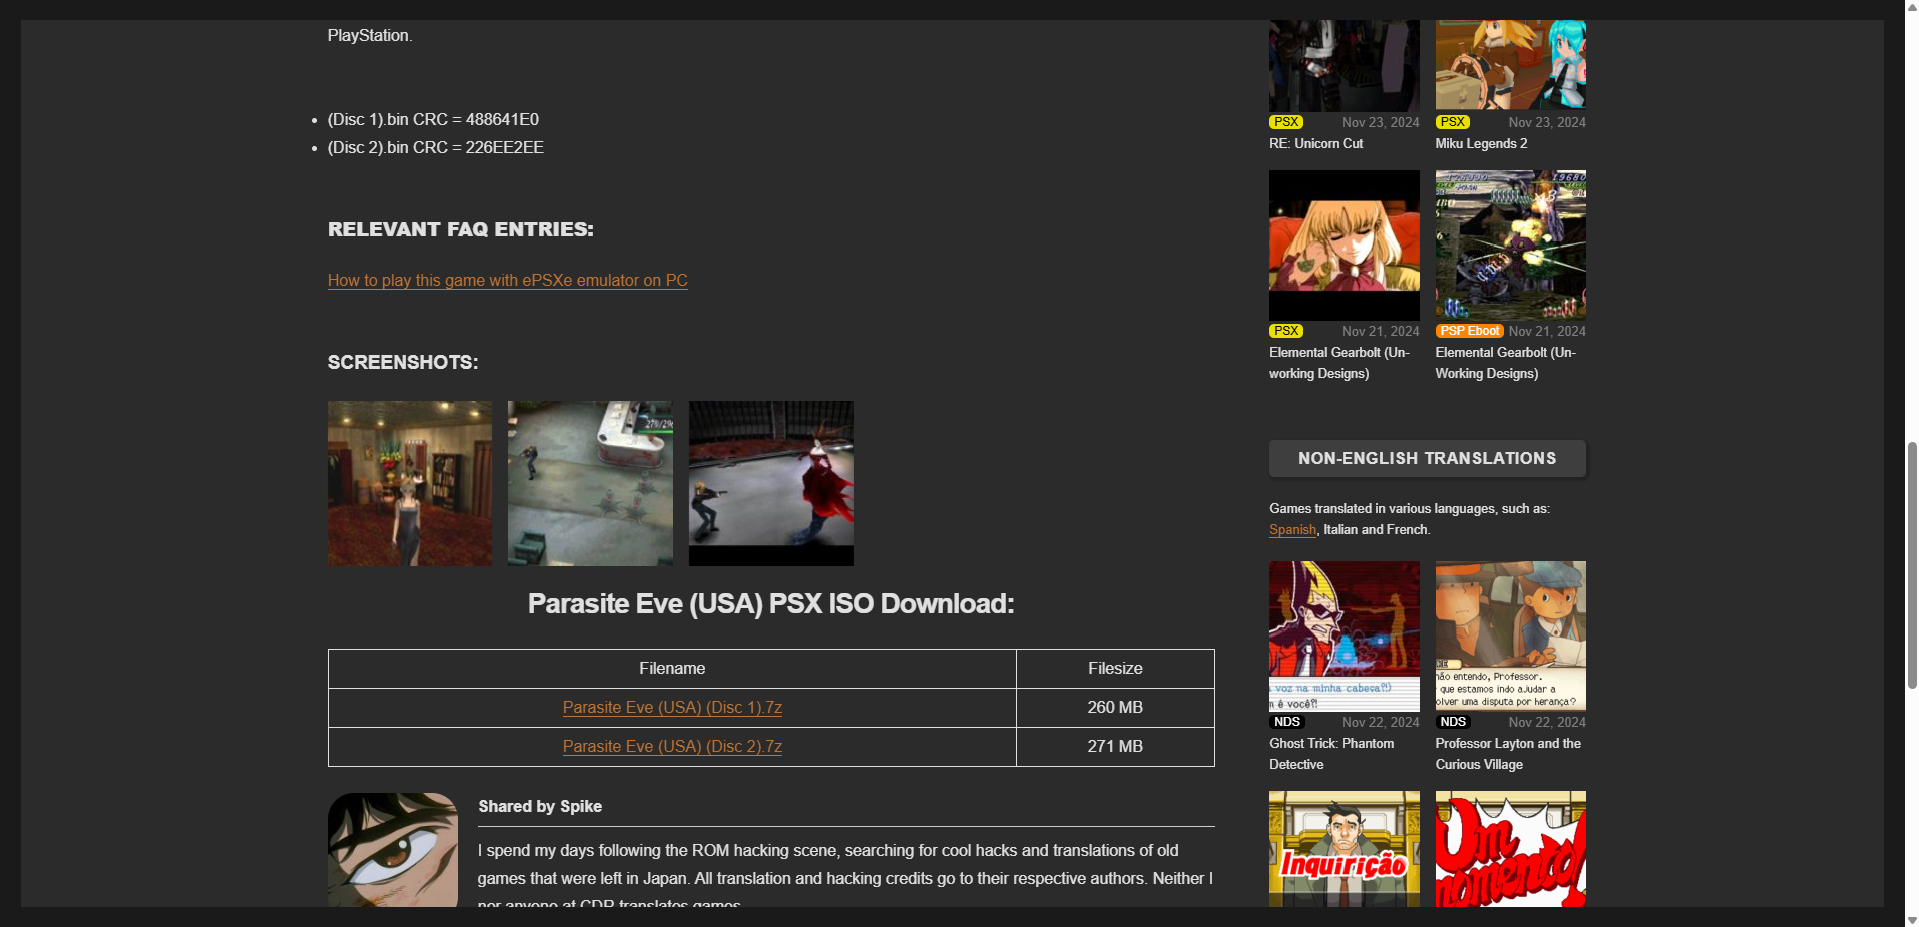 PlayStation.
(Disc 1).bin CRC = 488641E0
(Disc 2).bin CRC = 226EE2EE
RELEVANT FAQ ENTRIES:
How to play this game with ePSXe emulator on PC
SCREENSHOTS:
Parasite Eve (USA) PSX ISO Download:
Filename Filesize
Parasite Eve (USA) (Disc 1).7z 260 MB
Parasite Eve (USA) (Disc 2).7z 271 MB
Shared by Spike
I spend my days following the ROM hacking scene, searching for cool hacks and translations of old
games that were left in Japan. All translation and hacking credits go to their respective authors. Neither I
nor anyone at CDR translates games.
PSX Nov 23, 2024
RE: Unicorn Cut
PSX Nov 23, 2024
Miku Legends 2
PSX Nov 21, 2024
Elemental Gearbolt (Un-
working Designs)
PSP Eboot Nov 21, 2024
Elemental Gearbolt (Un-
Working Designs)
NON-ENGLISH TRANSLATIONS
Games translated in various languages, such as:
Spanish, Italian and French.
voz na minha cabeça?!)
é você?!
NDS Nov 22, 2024
Ghost Trick: Phantom
Detective
não entendo, Professor.
que estamos indo ajudar a
olver uma disputa por herança?
NDS Nov 22, 2024
Professor Layton and the
Curious Village
Inquirição
Um
momento!